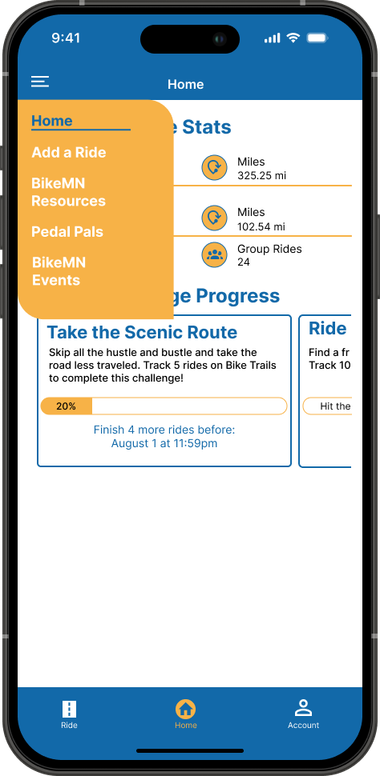 9:41
Home
Home
Add a Ride
BikeMN
Resources
Pedal Pals
BikeMN
Events
e Stats
Miles
325.25 mi
Miles
102.54 mi
Group Rides
24
ge Progress
Take the Scenic Route
Skip all the hustle and bustle and take the
road less traveled. Track 5 rides on Bike Trails
to complete this challenge!
20%
Finish 4 more rides before:
August 1 at 11:59pm
Ride
Find a fr
Track 10
Hit the
Ride
Home
Account